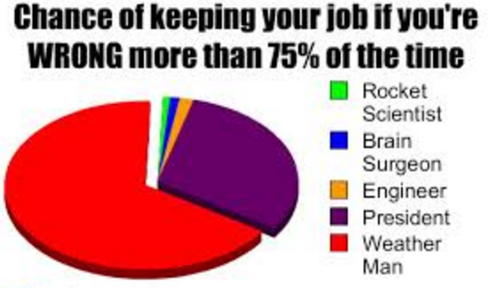 Chance of keeping your job if you're
WRONG more than 75% of the time
Rocket
Scientist
Brain
Surgeon
Engineer
President
Weather
Man